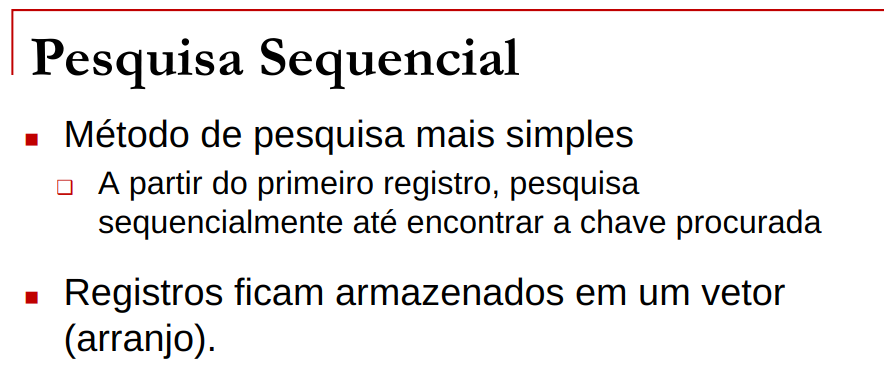 Pesquisa Sequencial
Método de pesquisa mais simples
A partir do primeiro registro, pesquisa
sequencialmente até encontrar a chave procurada
Registros ficam armazenados em um vetor
(arranjo).